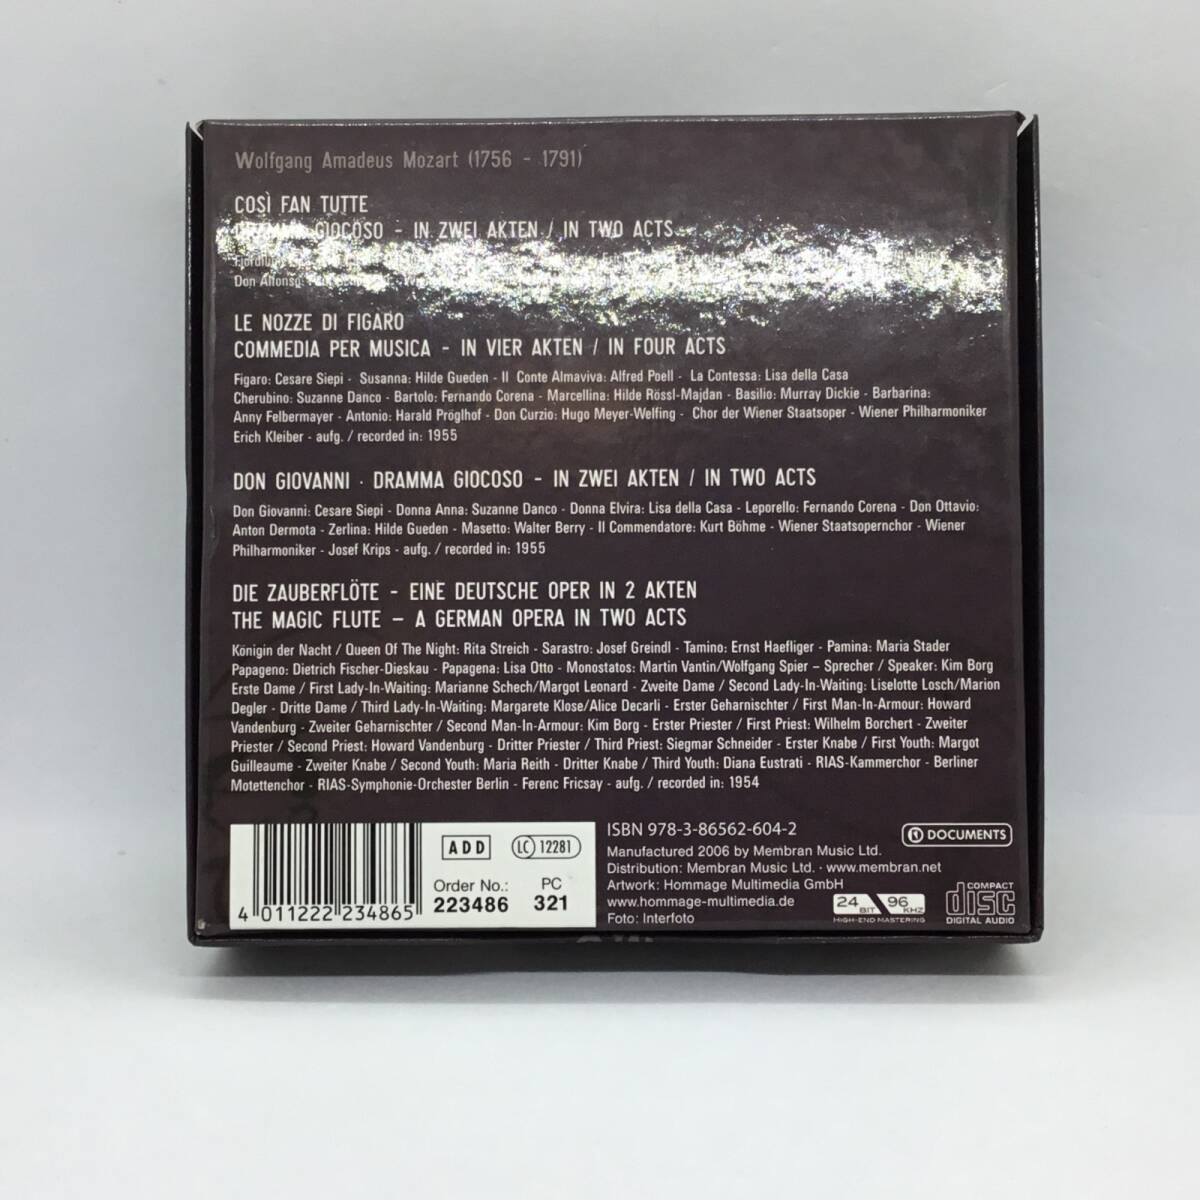 Wolfgang Amadeus Mozart (1756 - 1791)
COSÌ FAN TUTTE
DRAMMA GIOCOSO - IN ZWEI AKTEN / IN TWO ACTS
Don Alfonso:
LE NOZZE DI FIGARO
COMMEDIA PER MUSICA - IN VIER AKTEN / IN FOUR ACTS
Figaro: Cesare Siepi - Susanna: Hilde Gueden - Il Conte Almaviva: Alfred Poell - La Contessa: Lisa della Casa
Cherubino: Suzanne Danco - Bartolo: Fernando Corena - Marcellina: Hilde Rössl-Majdan - Basilio: Murray Dickie - Barbarina:
Anny Felbermayer - Antonio: Harald Pröglhof - Don Curzio: Hugo Meyer-Welfing - Chor der Wiener Staatsoper - Wiener Philharmoniker
Erich Kleiber - aufg. / recorded in: 1955
DON GIOVANNI · DRAMMA GIOCOSO - IN ZWEI AKTEN / IN TWO ACTS
Don Giovanni: Cesare Siepi - Donna Anna: Suzanne Danco - Donna Elvira: Lisa della Casa - Leporello: Fernando Corena - Don Ottavio:
Anton Dermota - Zerlina: Hilde Gueden - Masetto: Walter Berry - Il Commendatore: Kurt Böhme - Wiener Staatsopernchor - Wiener
Philharmoniker - Josef Krips - aufg. / recorded in: 1955
DIE ZAUBERFLÖTE - EINE DEUTSCHE OPER IN 2 AKTEN
THE MAGIC FLUTE – A GERMAN OPERA IN TWO ACTS
Königin der Nacht / Queen Of The Night: Rita Streich - Sarastro: Josef Greindl - Tamino: Ernst Haefliger - Pamina: Maria Stader
Papageno: Dietrich Fischer-Dieskau - Papagena: Lisa Otto - Monostatos: Martin Vantin/Wolfgang Spier – Sprecher / Speaker: Kim Borg
Erste Dame / First Lady-In-Waiting: Marianne Schech/Margot Leonard - Zweite Dame / Second Lady-In-Waiting: Liselotte Losch/Marion
Degler - Dritte Dame / Third Lady-In-Waiting: Margarete Klose/Alice Decarli - Erster Geharnischter / First Man-In-Armour: Howard
Vandenburg - Zweiter Geharnischter / Second Man-In-Armour: Kim Borg - Erster Priester / First Priest: Wilhelm Borchert - Zweiter
Priester / Second Priest: Howard Vandenburg - Dritter Priester / Third Priest: Siegmar Schneider - Erster Knabe / First Youth: Margot
Guilleaume - Zweiter Knabe / Second Youth: Maria Reith - Dritter Knabe / Third Youth: Diana Eustrati - RIAS-Kammerchor - Berliner
Motettenchor - RIAS-Symphonie-Orchester Berlin - Ferenc Fricsay - aufg. / recorded in: 1954
4 011222 234865
ADD
LC 12281
Order No.: PC
223486 321
ISBN 978-3-86562-604-2
Manufactured 2006 by Membran Music Ltd.
Distribution: Membran Music Ltd. · www.membran.net
Artwork: Hommage Multimedia GmbH
www.hommage-multimedia.de
Foto: Interfoto
DOCUMENTS
24 BIT 96 KHZ
HIGH-END MASTERING
COMPACT
disc
DIGITAL AUDIO